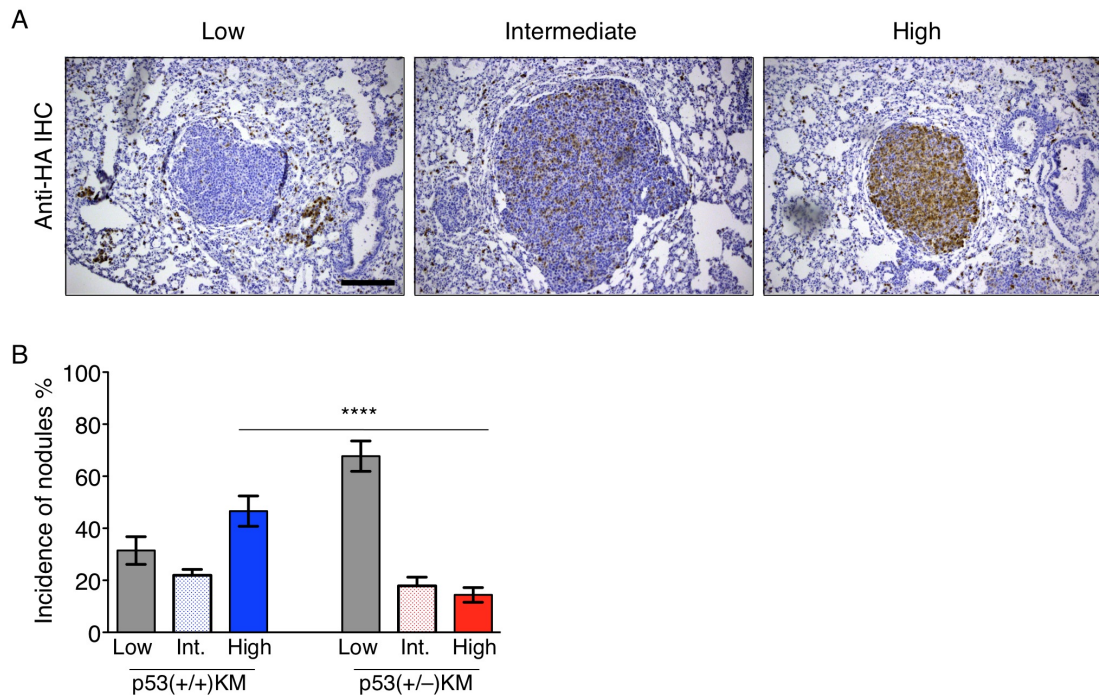 A
Low Intermediate High
Anti-HA IHC
B
Incidence of nodules %
100
80
60
40
20
0
****
Low Int. High Low Int. High
p53(+/+)KM p53(+/−)KM